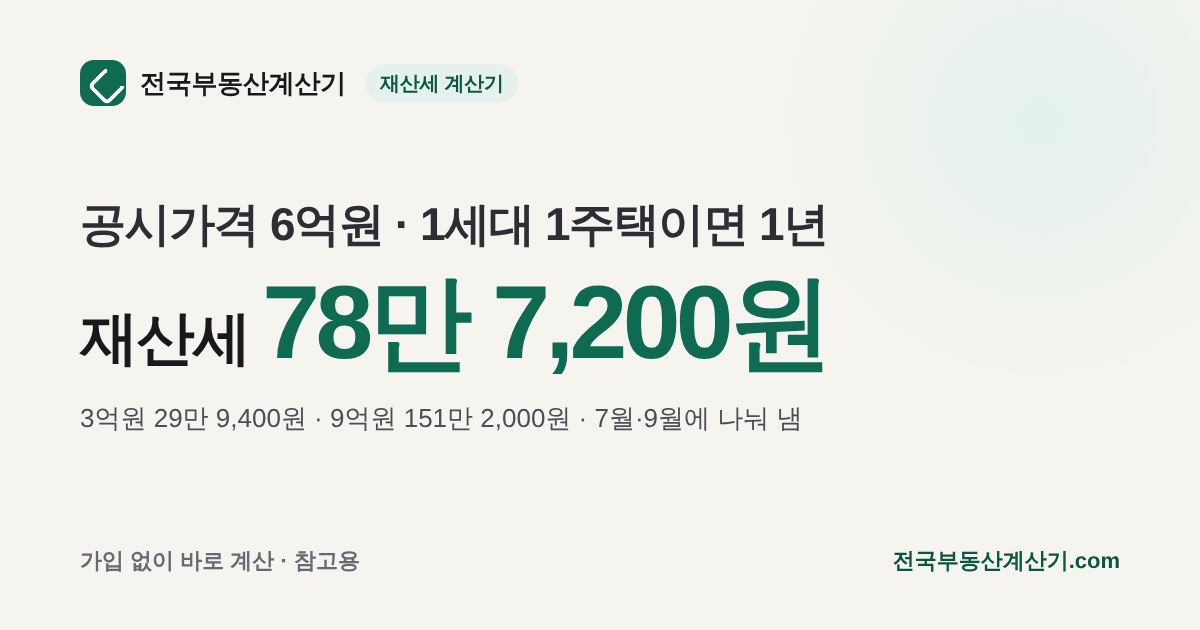 전국부동산계산기 재산세 계산기
공시가격 6억원 · 1세대 1주택이면 1년
재산세 78만 7,200원
3억원 29만 9,400원 · 9억원 151만 2,000원 · 7월·9월에 나눠 냄
가입 없이 바로 계산 · 참고용
전국부동산계산기.com